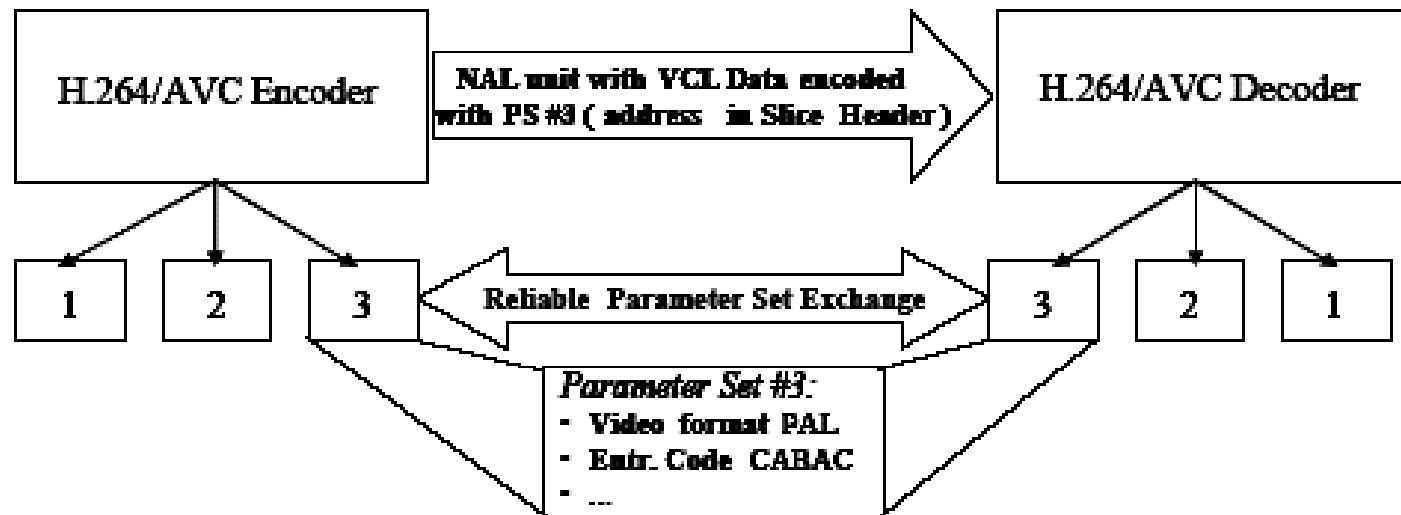 H.264/AVC Encoder
NAL unit with VCL Data encoded
with PS #3 ( address in Slice Header )
H.264/AVC Decoder
1
2
3
Reliable Parameter Set Exchange
3
2
1
Parameter Set #3:
- Video format PAL
- Entr. Code CABAC
- ...